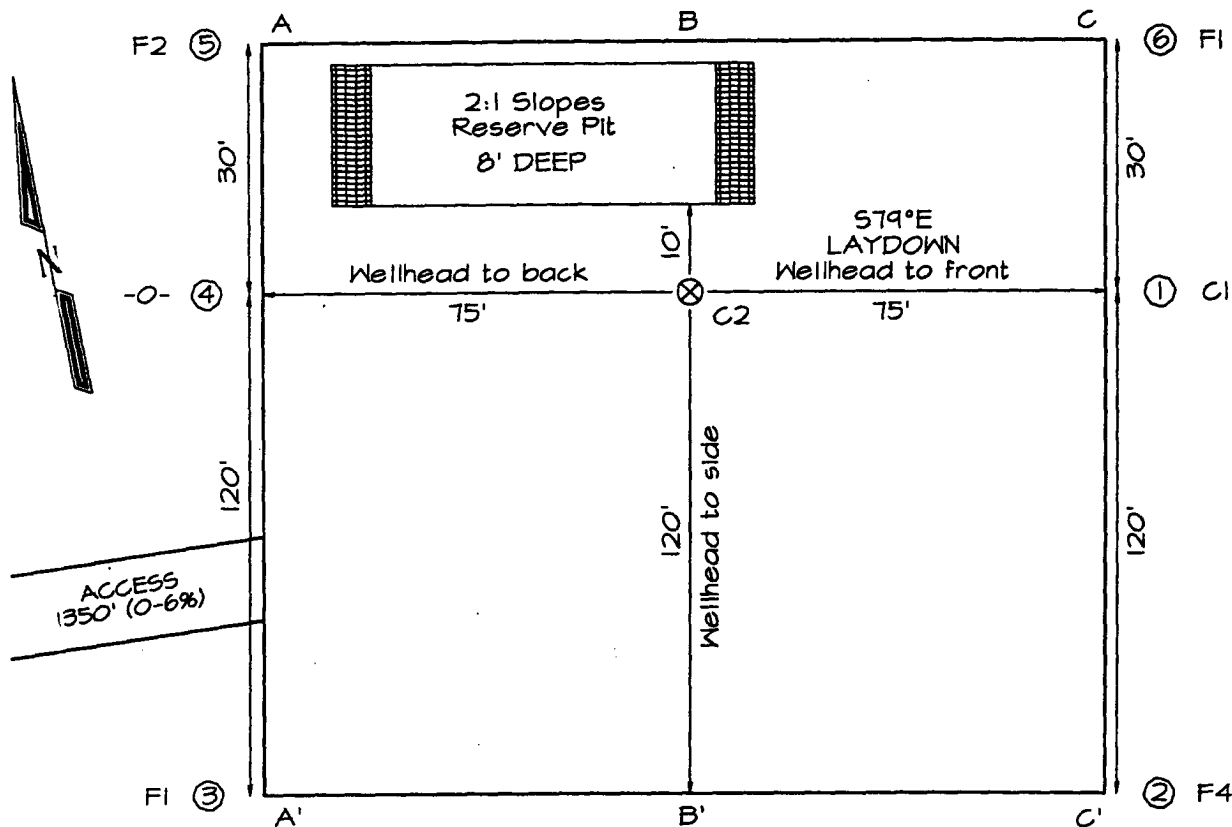 A B C
F2 5 6 F1
2:1 Slopes
Reserve Pit
8' DEEP
30' 30'
N
10'
S79°E
LAYDOWN
Wellhead to back Wellhead to front
-0- 4 1 C1
75' C2 75'
120' 120' Wellhead to side 120'
ACCESS
1350' (0-6%)
F1 3 2 F4
A' B' C'